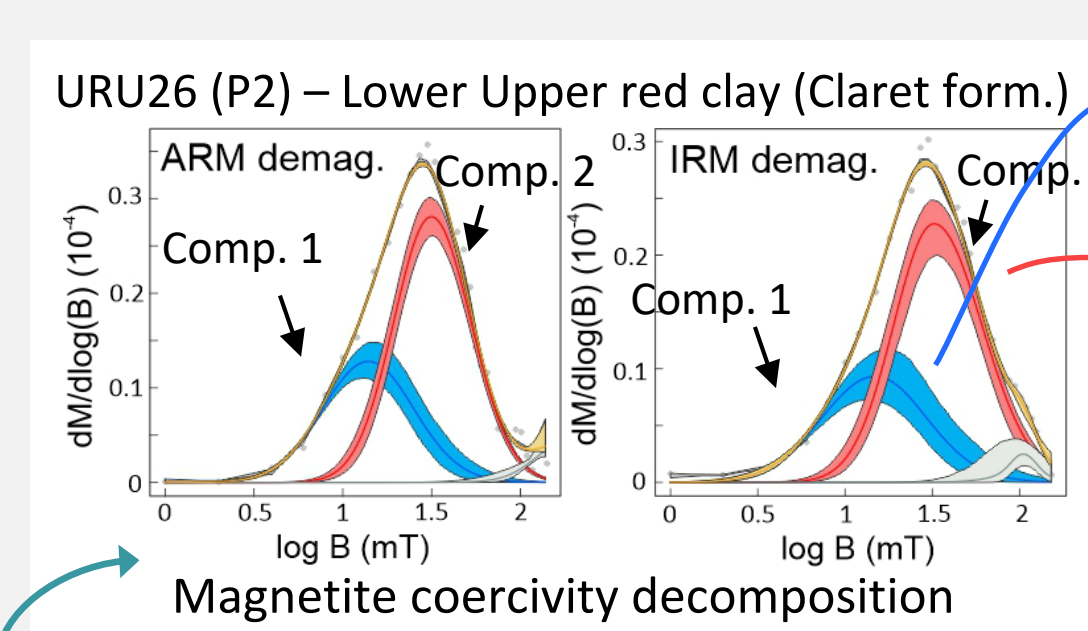 URU26 (P2) – Lower Upper red clay (Claret form.)
ARM demag.
Comp. 2
Comp. 1
dM/dlog(B) (10⁻⁴)
0.3
0.2
0.1
0
0 0.5 1 1.5 2
log B (mT)
IRM demag.
Comp.
Comp. 1
dM/dlog(B) (10⁻⁴)
0.3
0.2
0.1
0
0 0.5 1 1.5 2
log B (mT)
Magnetite coercivity decomposition